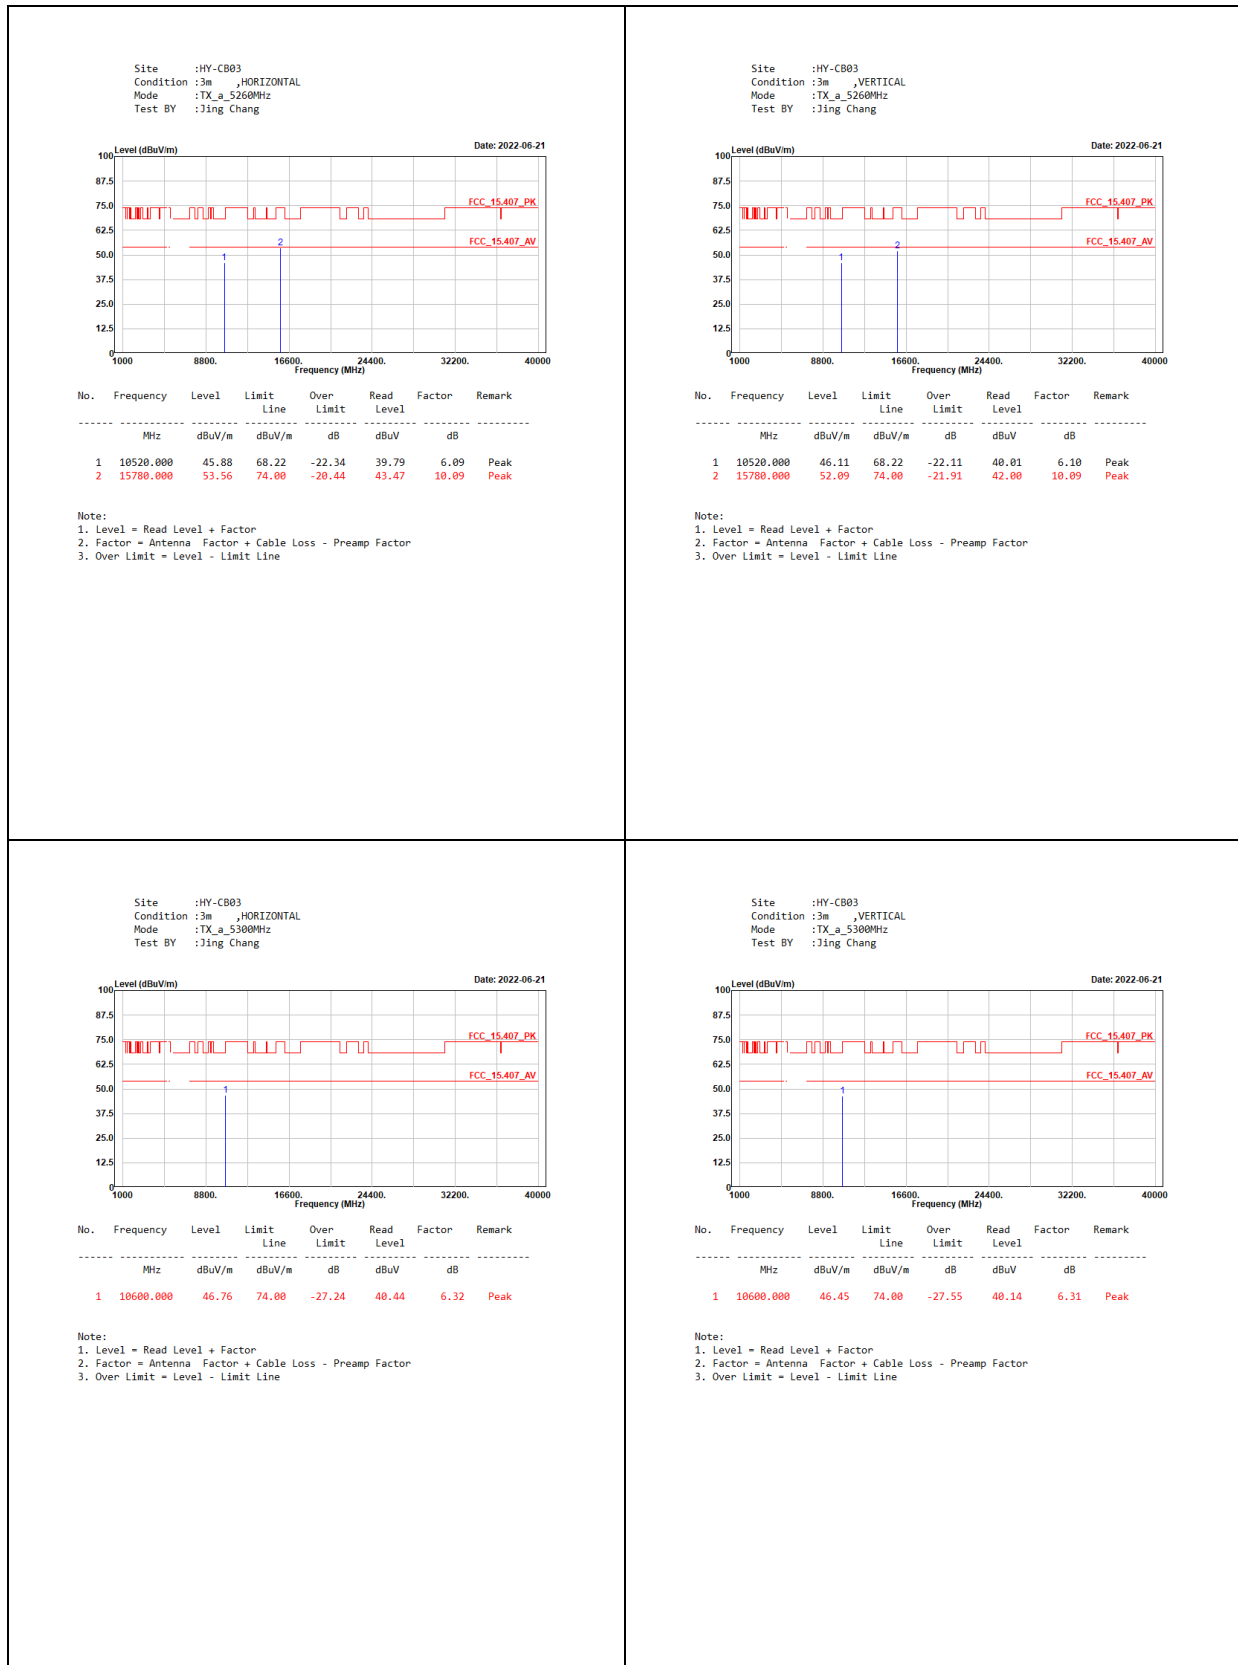 Site      :HY-CB03
Condition :3m    ,HORIZONTAL
Mode      :TX_a_5260MHz
Test BY   :Jing Chang
Level (dBuV/m)
Date: 2022-06-21
100
87.5
75.0
62.5
50.0
37.5
25.0
12.5
0
FCC_15.407_PK
FCC_15.407_AV
1
2
1000 8800. 16600. 24400. 32200. 40000
Frequency (MHz)
No. Frequency Level Limit Over Read Factor Remark
Line Limit Level
------ ----------- -------- --------- --------- -------- -------- ---------
MHz dBuV/m dBuV/m dB dBuV dB
1 10520.000 45.88 68.22 -22.34 39.79 6.09 Peak
2 15780.000 53.56 74.00 -20.44 43.47 10.09 Peak
Note:
1. Level = Read Level + Factor
2. Factor = Antenna  Factor + Cable Loss - Preamp Factor
3. Over Limit = Level - Limit Line
Site      :HY-CB03
Condition :3m    ,VERTICAL
Mode      :TX_a_5260MHz
Test BY   :Jing Chang
Level (dBuV/m)
Date: 2022-06-21
100
87.5
75.0
62.5
50.0
37.5
25.0
12.5
0
FCC_15.407_PK
FCC_15.407_AV
1
2
1000 8800. 16600. 24400. 32200. 40000
Frequency (MHz)
No. Frequency Level Limit Over Read Factor Remark
Line Limit Level
------ ----------- -------- --------- --------- -------- -------- ---------
MHz dBuV/m dBuV/m dB dBuV dB
1 10520.000 46.11 68.22 -22.11 40.01 6.10 Peak
2 15780.000 52.09 74.00 -21.91 42.00 10.09 Peak
Note:
1. Level = Read Level + Factor
2. Factor = Antenna  Factor + Cable Loss - Preamp Factor
3. Over Limit = Level - Limit Line
Site      :HY-CB03
Condition :3m    ,HORIZONTAL
Mode      :TX_a_5300MHz
Test BY   :Jing Chang
Level (dBuV/m)
Date: 2022-06-21
100
87.5
75.0
62.5
50.0
37.5
25.0
12.5
0
FCC_15.407_PK
FCC_15.407_AV
1
1000 8800. 16600. 24400. 32200. 40000
Frequency (MHz)
No. Frequency Level Limit Over Read Factor Remark
Line Limit Level
------ ----------- -------- --------- --------- -------- -------- ---------
MHz dBuV/m dBuV/m dB dBuV dB
1 10600.000 46.76 74.00 -27.24 40.44 6.32 Peak
Note:
1. Level = Read Level + Factor
2. Factor = Antenna  Factor + Cable Loss - Preamp Factor
3. Over Limit = Level - Limit Line
Site      :HY-CB03
Condition :3m    ,VERTICAL
Mode      :TX_a_5300MHz
Test BY   :Jing Chang
Level (dBuV/m)
Date: 2022-06-21
100
87.5
75.0
62.5
50.0
37.5
25.0
12.5
0
FCC_15.407_PK
FCC_15.407_AV
1
1000 8800. 16600. 24400. 32200. 40000
Frequency (MHz)
No. Frequency Level Limit Over Read Factor Remark
Line Limit Level
------ ----------- -------- --------- --------- -------- -------- ---------
MHz dBuV/m dBuV/m dB dBuV dB
1 10600.000 46.45 74.00 -27.55 40.14 6.31 Peak
Note:
1. Level = Read Level + Factor
2. Factor = Antenna  Factor + Cable Loss - Preamp Factor
3. Over Limit = Level - Limit Line